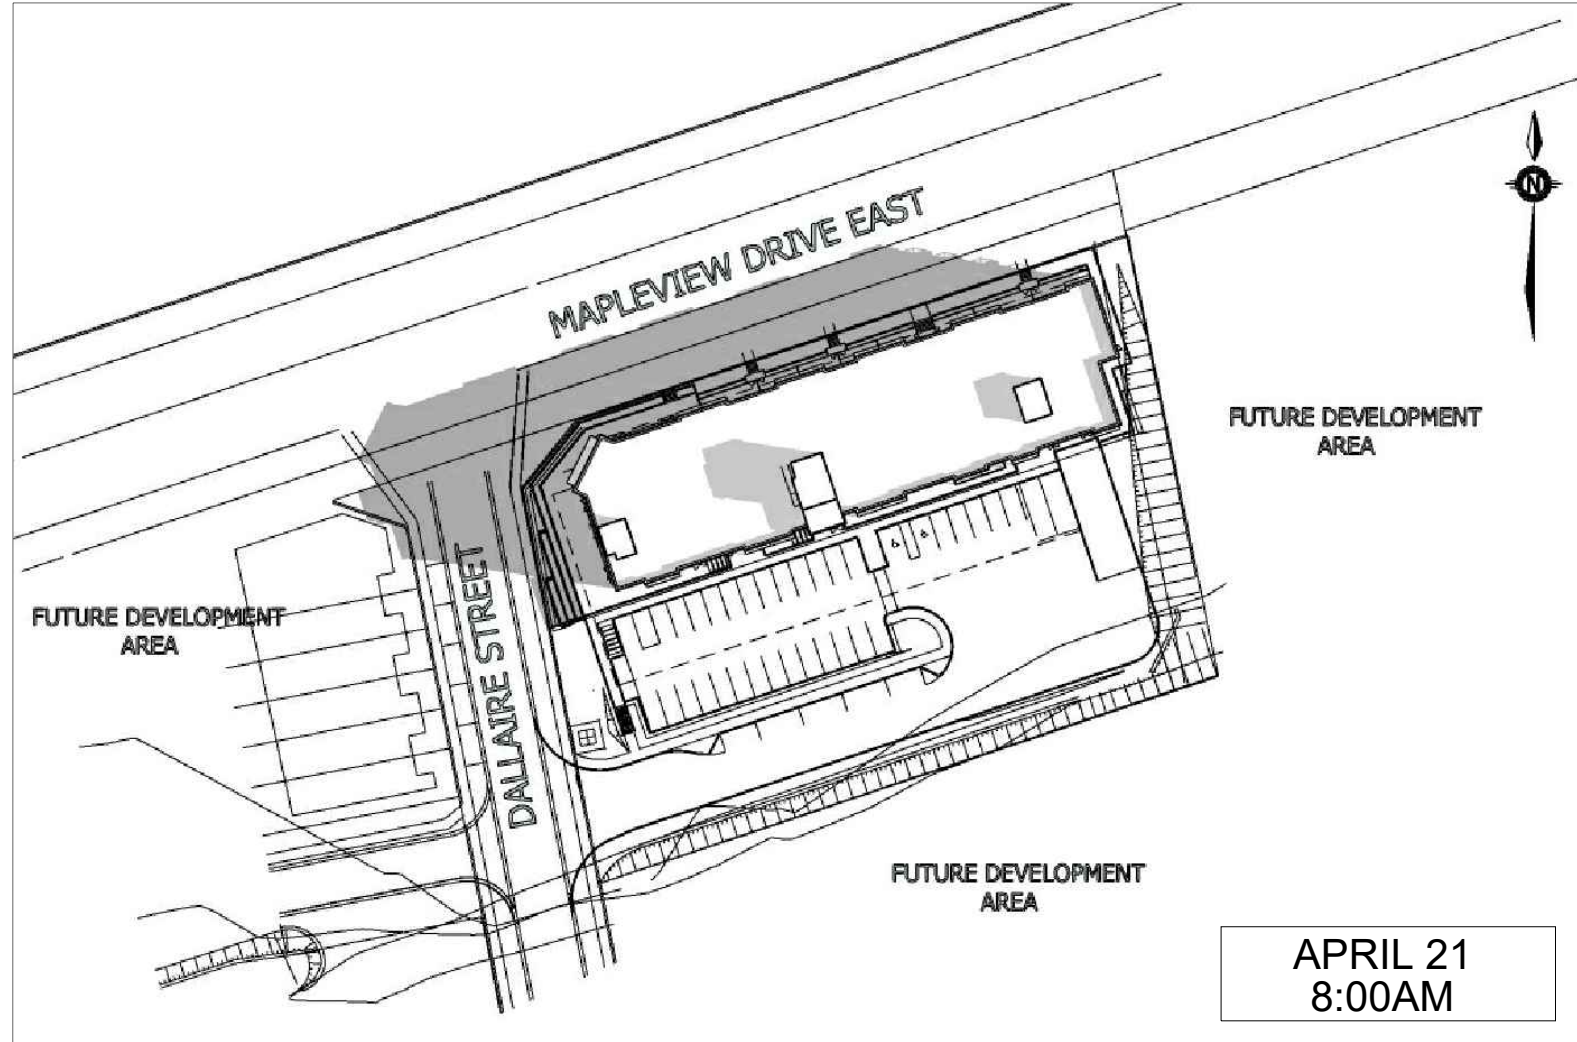 MAPLEVIEW DRIVE EAST
N
FUTURE DEVELOPMENT
AREA
FUTURE DEVELOPMENT
AREA
DALLAIRE STREET
FUTURE DEVELOPMENT
AREA
APRIL 21
8:00AM